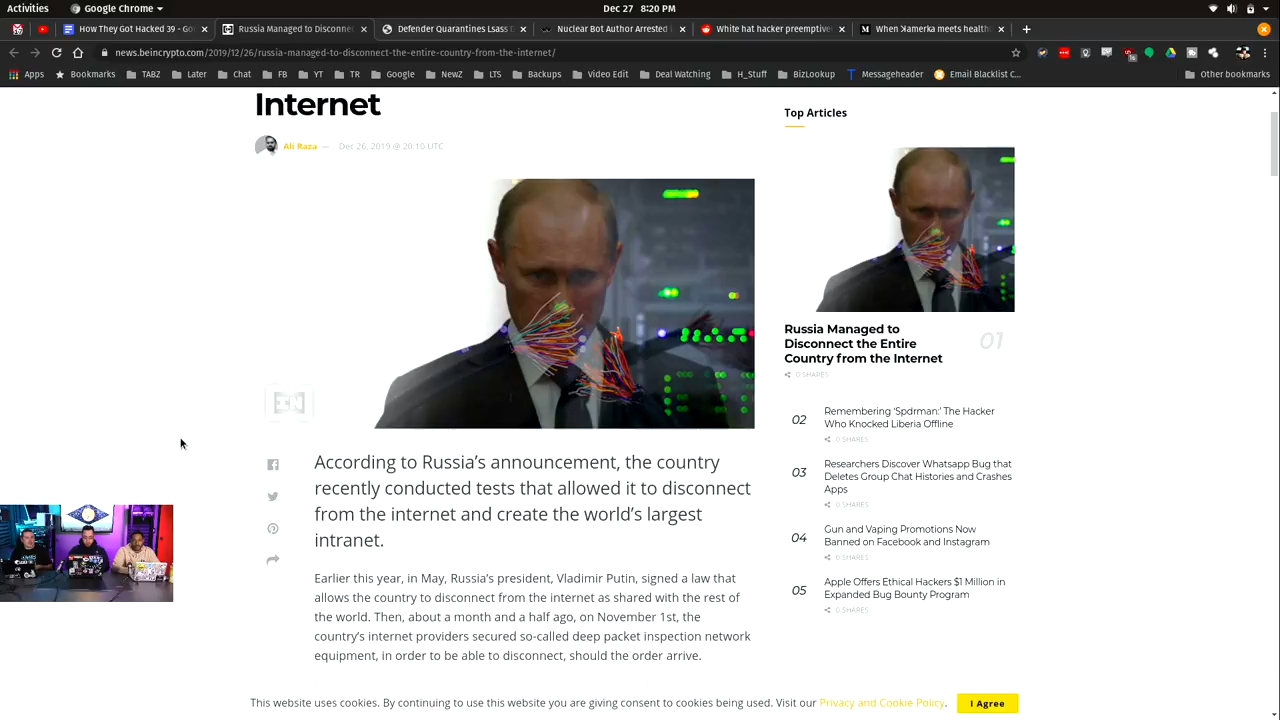 Activities
Google Chrome
Dec 27 8:20 PM
How They Got Hacked 39 - Go
Russia Managed to Disconne
Defender Quarantines Lsass D
Nuclear Bot Author Arrested
White hat hacker preemptive
When ʞamerka meets health
news.beincrypto.com/2019/12/26/russia-managed-to-disconnect-the-entire-country-from-the-internet/
Apps
Bookmarks
TABZ
Later
Chat
FB
YT
TR
Google
NewZ
LTS
Backups
Video Edit
Deal Watching
H_Stuff
BizLookup
Messageheader
Email Blacklist C...
Other bookmarks
Internet
Ali Raza — Dec 26, 2019 @ 20:10 UTC
IN
According to Russia's announcement, the country
recently conducted tests that allowed it to disconnect
from the internet and create the world's largest
intranet.
Earlier this year, in May, Russia's president, Vladimir Putin, signed a law that
allows the country to disconnect from the internet as shared with the rest of
the world. Then, about a month and a half ago, on November 1st, the
country's internet providers secured so-called deep packet inspection network
equipment, in order to be able to disconnect, should the order arrive.
Top Articles
Russia Managed to
Disconnect the Entire
Country from the Internet
01
0 SHARES
02
Remembering 'Spdrman:' The Hacker
Who Knocked Liberia Offline
0 SHARES
03
Researchers Discover Whatsapp Bug that
Deletes Group Chat Histories and Crashes
Apps
0 SHARES
04
Gun and Vaping Promotions Now
Banned on Facebook and Instagram
0 SHARES
05
Apple Offers Ethical Hackers $1 Million in
Expanded Bug Bounty Program
0 SHARES
This website uses cookies. By continuing to use this website you are giving consent to cookies being used. Visit our Privacy and Cookie Policy.
I Agree